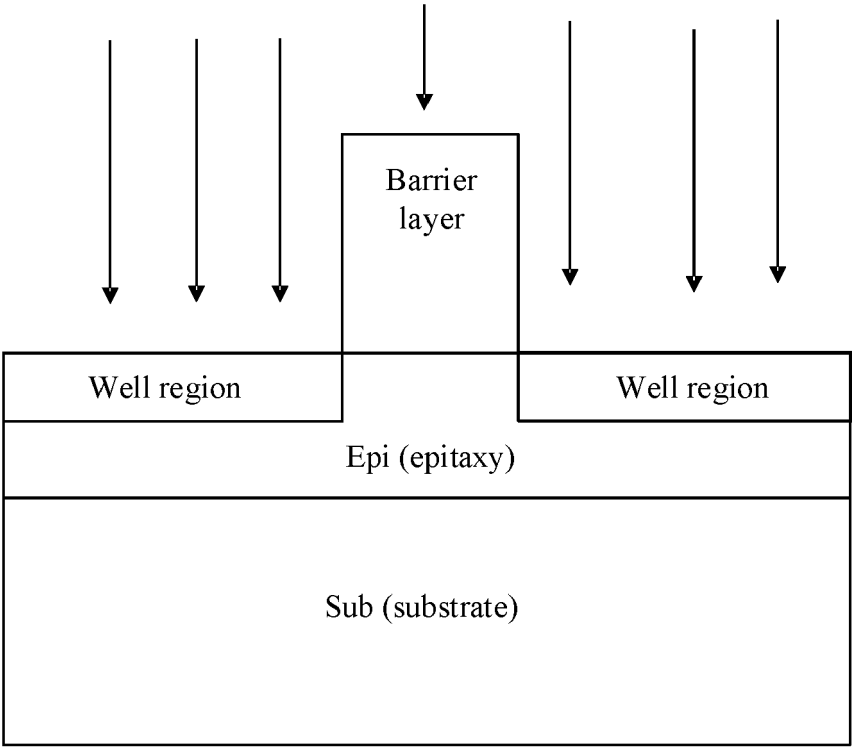 Barrier
layer
Well region
Well region
Epi (epitaxy)
Sub (substrate)